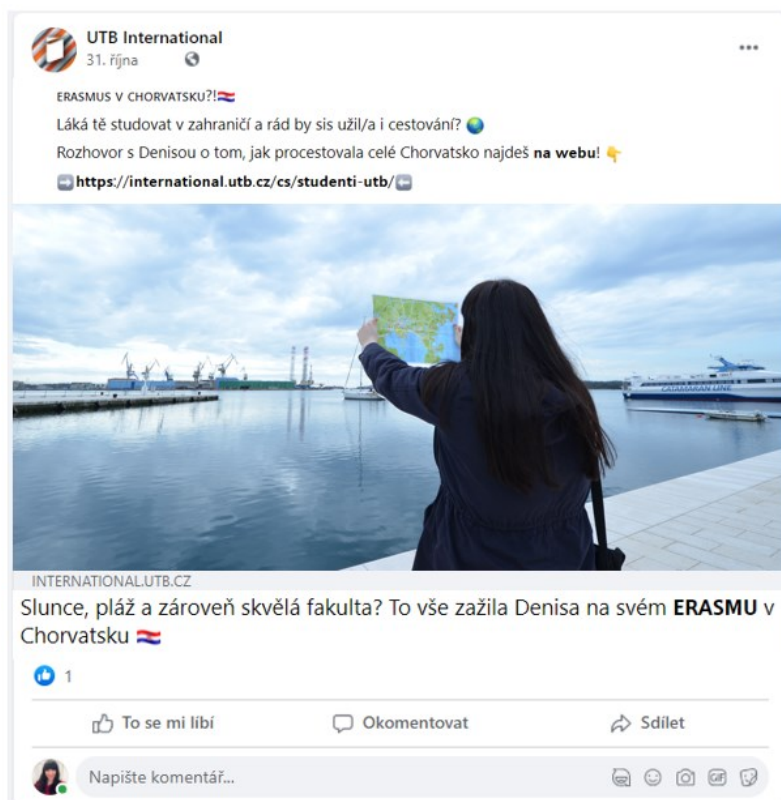 UTB International
31. října
ERASMUS V CHORVATSKU?!🇭🇷
Láká tě studovat v zahraničí a rád by sis užil/a i cestování? 🌏
Rozhovor s Denisou o tom, jak procestovala celé Chorvatsko najdeš na webu! 👇
➡️https://international.utb.cz/cs/studenti-utb/⬅️
INTERNATIONAL.UTB.CZ
Slunce, pláž a zároveň skvělá fakulta? To vše zažila Denisa na svém ERASMU v
Chorvatsku 🇭🇷
1
To se mi líbí
Okomentovat
Sdílet
Napište komentář...
GIF